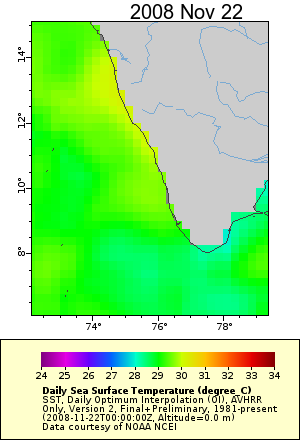 2008 Nov 22
14°
12°
10°
8°
74°
76°
78°
24 25 26 27 28 29 30 31 32 33 34
Daily Sea Surface Temperature (degree_C)
SST, Daily Optimum Interpolation (OI), AVHRR
Only, Version 2, Final+Preliminary, 1981-present
(2008-11-22T00:00:00Z, Altitude=0.0 m)
Data courtesy of NOAA NCEI